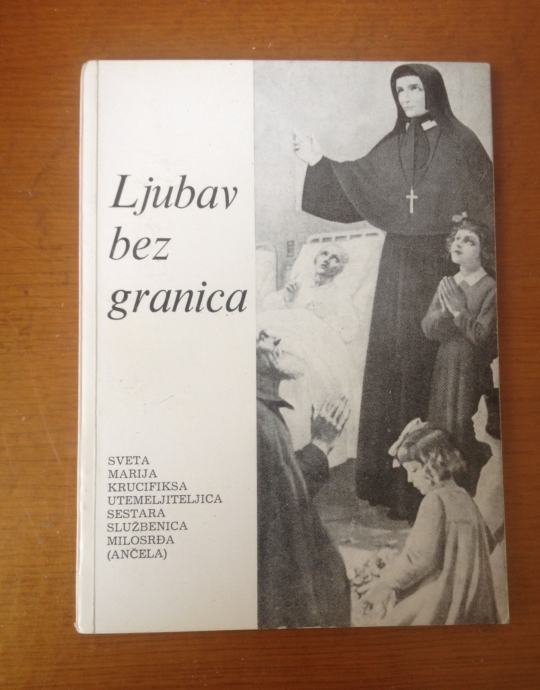 Ljubav
bez
granica
SVETA
MARIJA
KRUCIFIKSA
UTEMELJITELJICA
SESTARA
SLUŽBENICA
MILOSRĐA
(ANČELA)